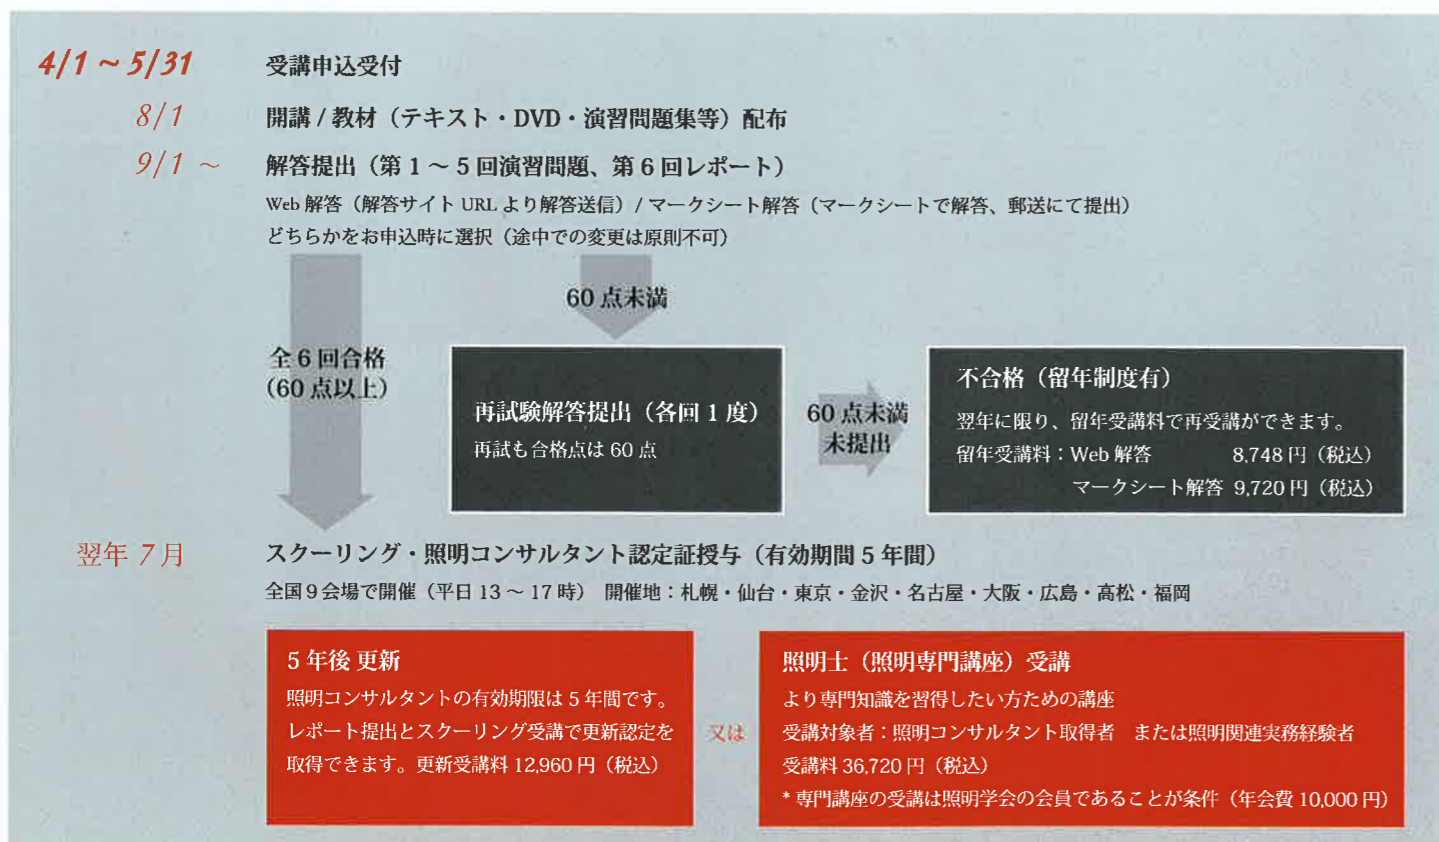 4/1 ~ 5/31 受講申込受付
8/1 開講 / 教材（テキスト・DVD・演習問題集等）配布
9/1 ~ 解答提出（第 1 ～ 5 回演習問題、第 6 回レポート）
Web 解答（解答サイト URL より解答送信）/ マークシート解答（マークシートで解答、郵送にて提出）
どちらかをお申込時に選択（途中での変更は原則不可）
60 点未満
全 6 回合格
(60 点以上)
再試験解答提出（各回 1 度）
再試も合格点は 60 点
60 点未満
未提出
不合格（留年制度有）
翌年に限り、留年受講料で再受講ができます。
留年受講料：Web 解答 8,748 円（税込）
マークシート解答 9,720 円（税込）
翌年 7月 スクーリング・照明コンサルタント認定証授与（有効期間 5 年間）
全国 9 会場で開催（平日 13 ～ 17 時） 開催地：札幌・仙台・東京・金沢・名古屋・大阪・広島・高松・福岡
5 年後 更新
照明コンサルタントの有効期限は 5 年間です。
レポート提出とスクーリング受講で更新認定を
取得できます。更新受講料 12,960 円（税込）
又は
照明士（照明専門講座）受講
より専門知識を習得したい方ための講座
受講対象者：照明コンサルタント取得者 または照明関連実務経験者
受講料 36,720 円（税込）
* 専門講座の受講は照明学会の会員であることが条件（年会費 10,000 円）